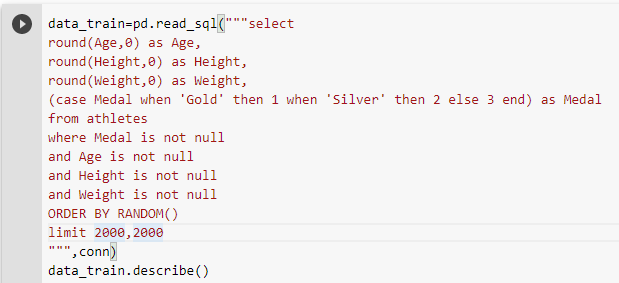 data_train=pd.read_sql("""select
round(Age,0) as Age,
round(Height,0) as Height,
round(Weight,0) as Weight,
(case Medal when 'Gold' then 1 when 'Silver' then 2 else 3 end) as Medal
from athletes
where Medal is not null
and Age is not null
and Height is not null
and Weight is not null
ORDER BY RANDOM()
limit 2000,2000
""",conn)
data_train.describe()